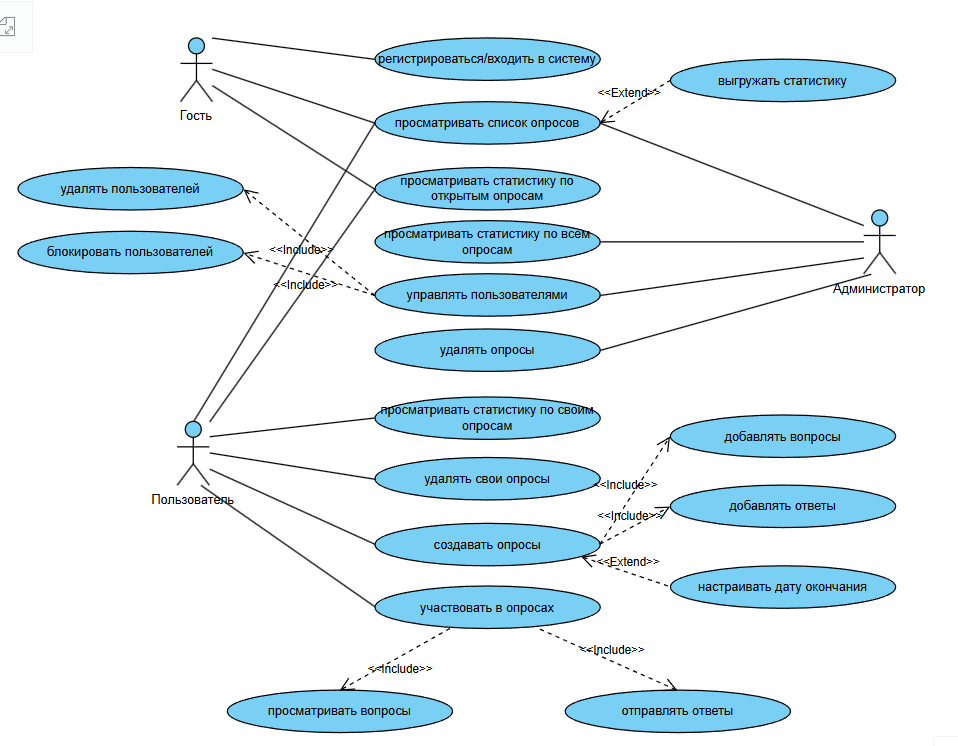 регистрироваться/входить в систему
выгружать статистику
<<Extend>>
Гость
просматривать список опросов
удалять пользователей
просматривать статистику по
открытым опросам
блокировать пользователей
<<Include>>
просматривать статистику по всем
опросам
<<Include>>
управлять пользователями
Администратор
удалять опросы
просматривать статистику по своим
опросам
добавлять вопросы
Пользователь
удалять свои опросы
<<Include>>
добавлять ответы
<<Include>>
создавать опросы
<<Extend>>
настраивать дату окончания
участвовать в опросах
<<Include>>
<<Include>>
просматривать вопросы
отправлять ответы